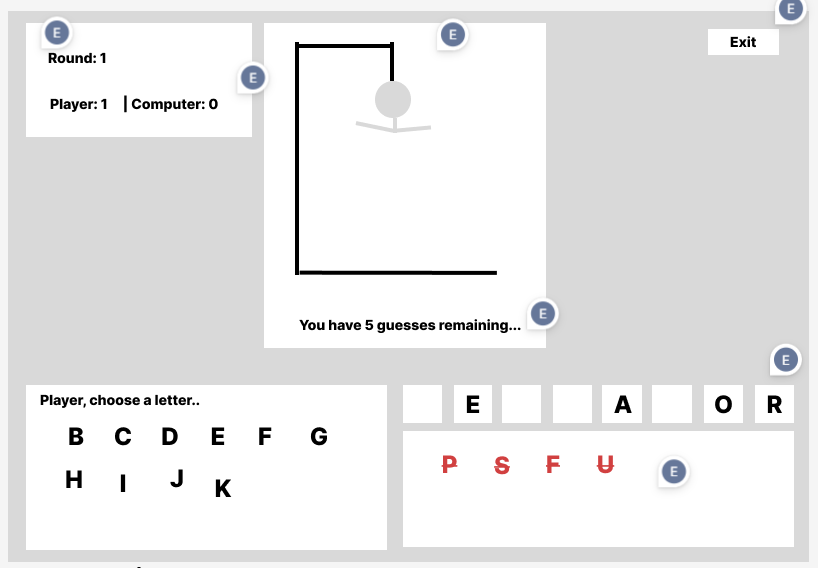 E
E
Exit
E
Round: 1
E
Player: 1 | Computer: 0
E
You have 5 guesses remaining...
E
Player, choose a letter..
B C D E F G
H I J K
E A O R
P S F U
E